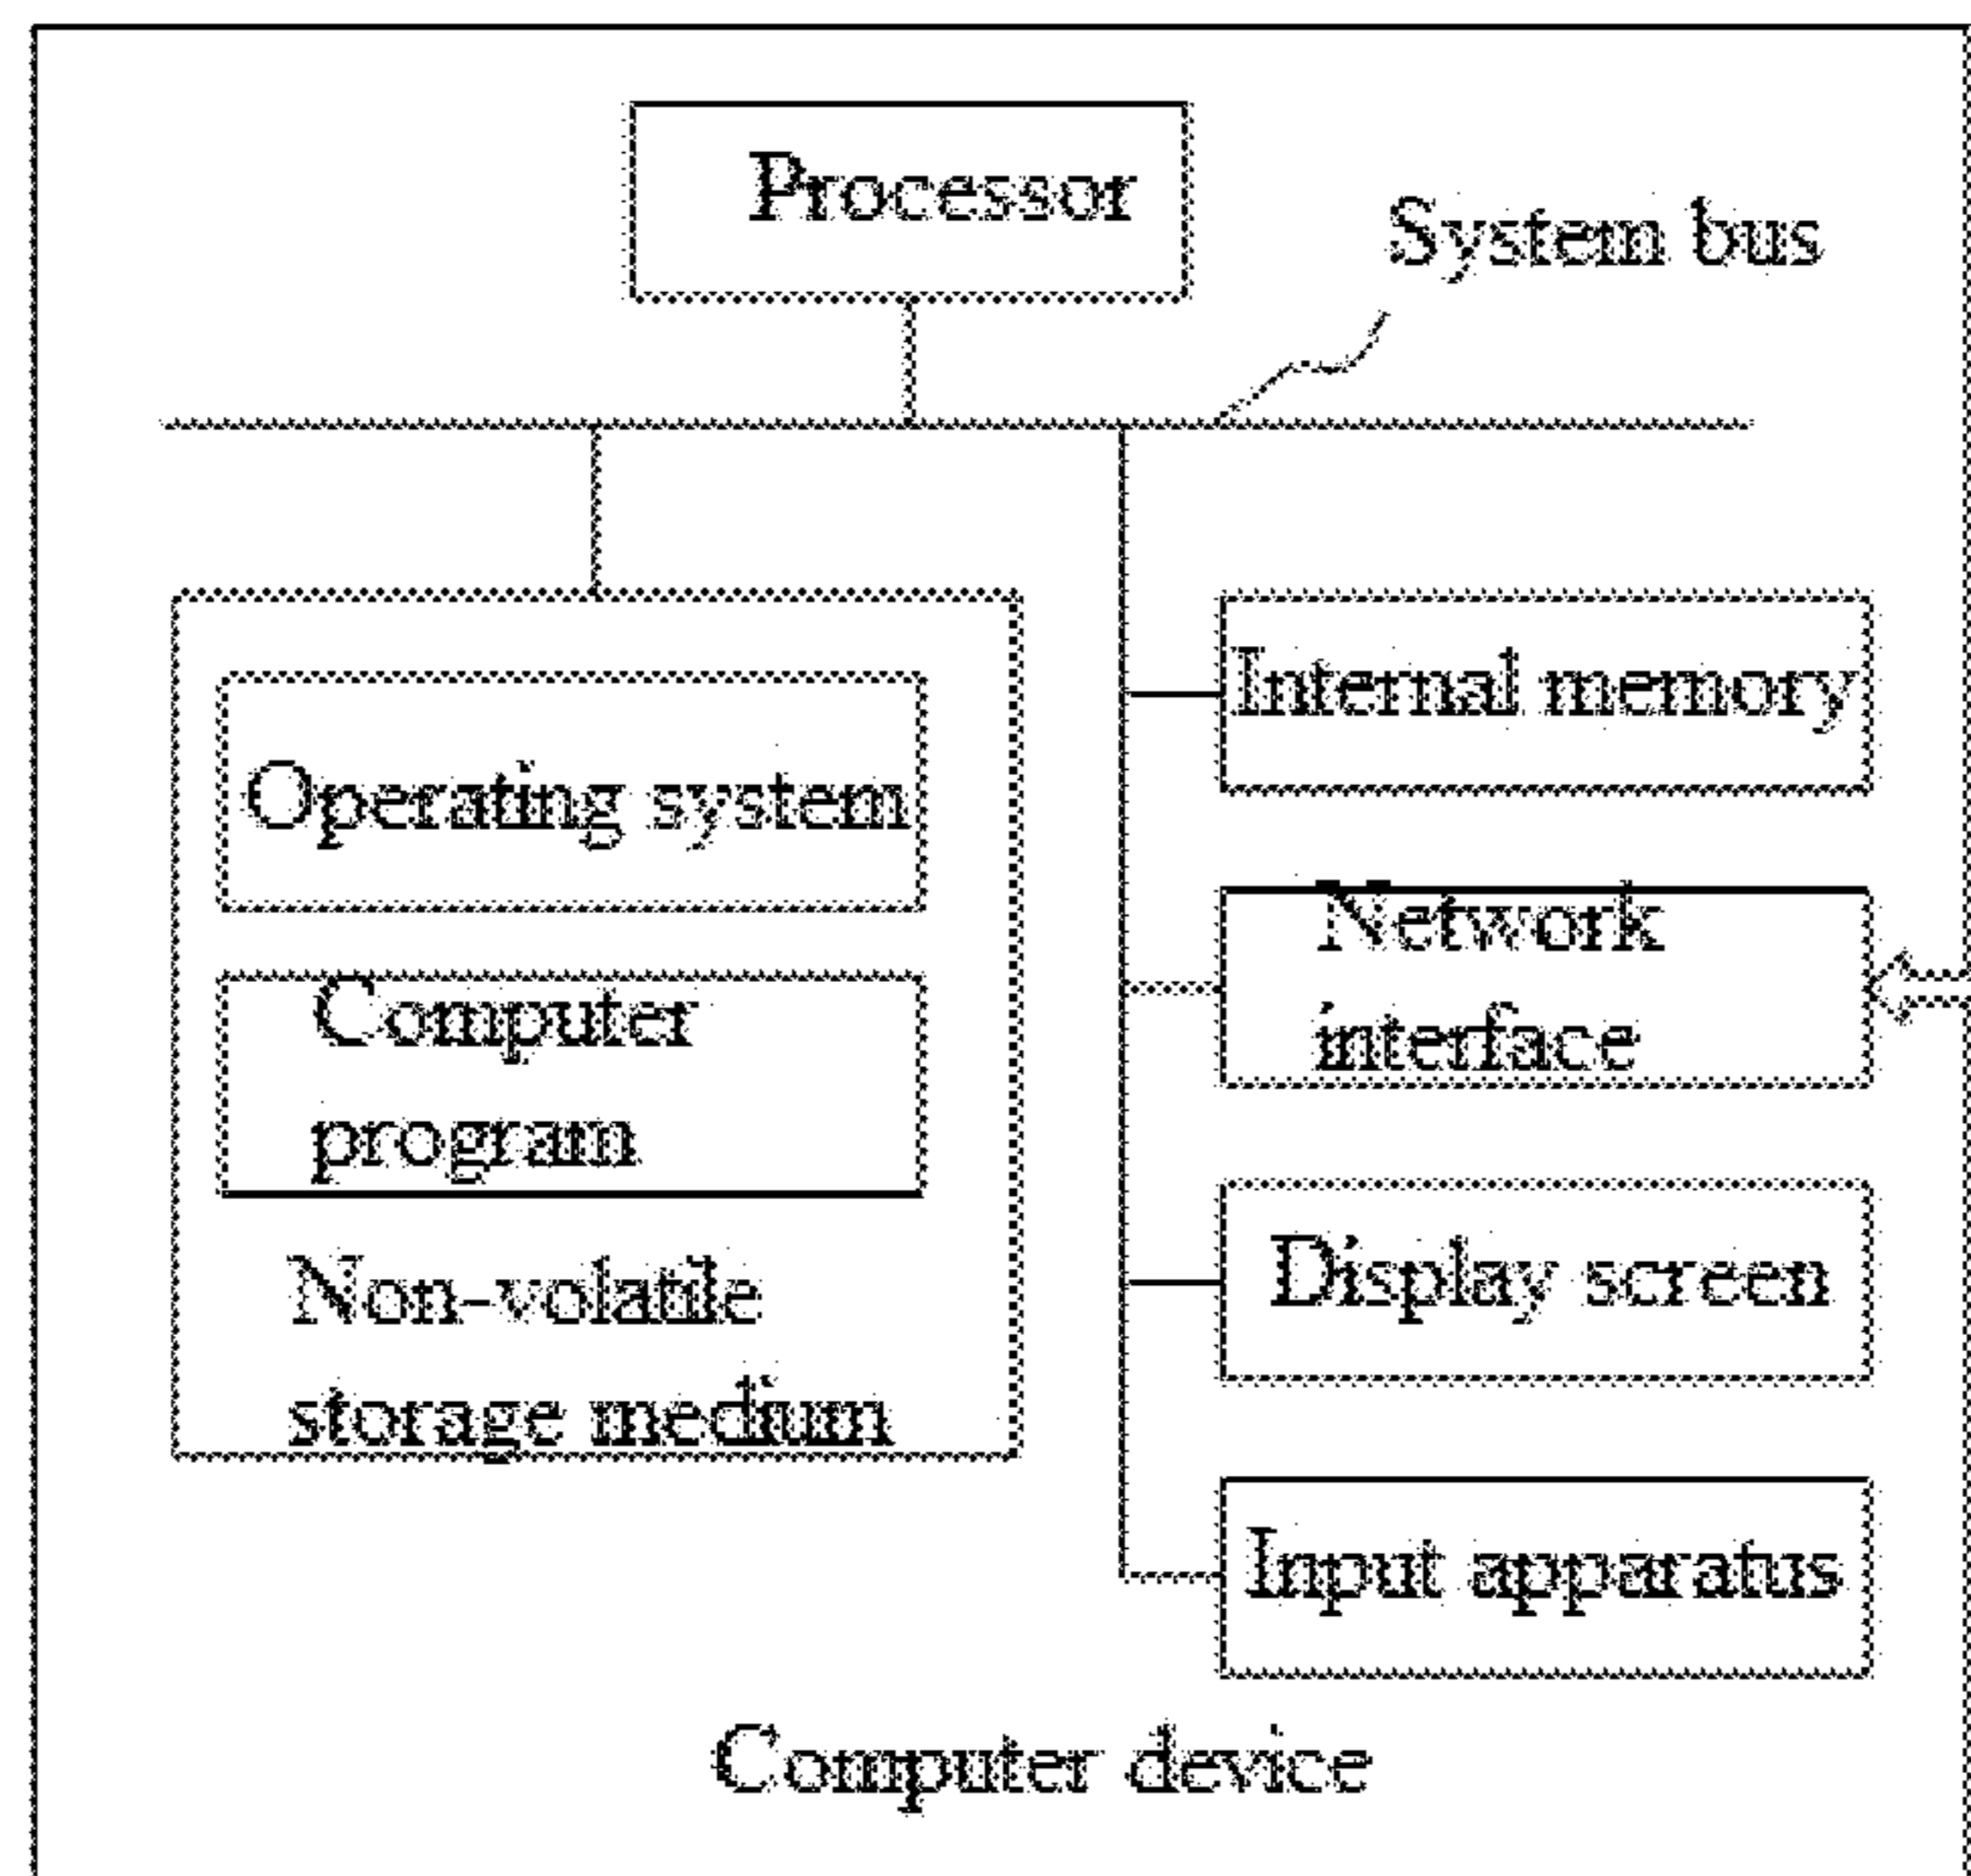 Processor
System bus
Operating system
Computer
program
Non-volatile
storage medium
Internal memory
Network
interface
Display screen
Input apparatus
Computer device